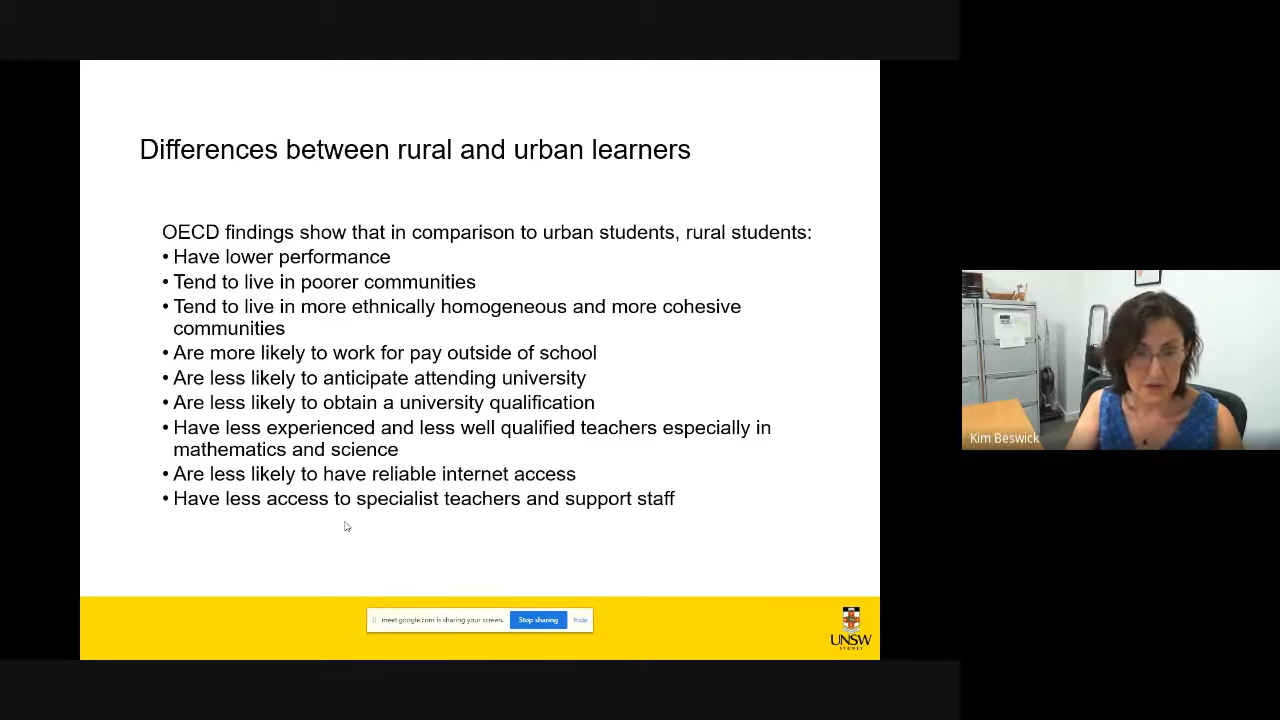 Differences between rural and urban learners
OECD findings show that in comparison to urban students, rural students:
• Have lower performance
• Tend to live in poorer communities
• Tend to live in more ethnically homogeneous and more cohesive
communities
• Are more likely to work for pay outside of school
• Are less likely to anticipate attending university
• Are less likely to obtain a university qualification
• Have less experienced and less well qualified teachers especially in
mathematics and science
• Are less likely to have reliable internet access
• Have less access to specialist teachers and support staff
Kim Beswick
meet.google.com is sharing your screen. Stop sharing Hide
UNSW
SYDNEY